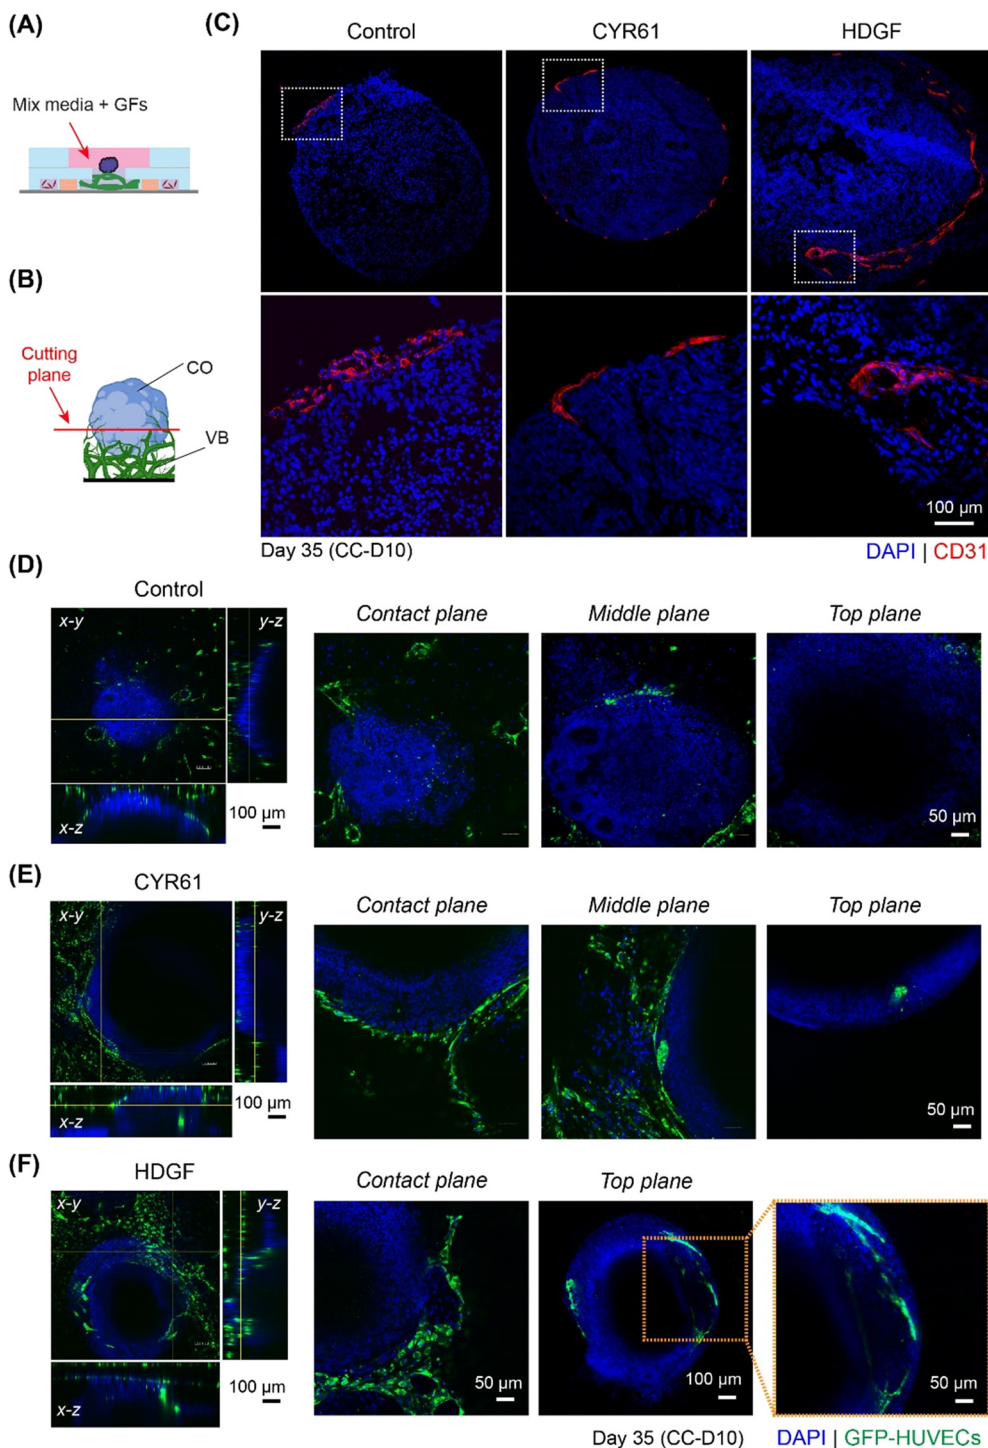 (A)
Mix media + GFs
(B)
Cutting
plane
CO
VB
(C)
Control
CYR61
HDGF
100 µm
Day 35 (CC-D10)
DAPI | CD31
(D)
Control
x-y
y-z
x-z
100 µm
Contact plane
Middle plane
Top plane
50 µm
(E)
CYR61
x-y
y-z
x-z
100 µm
Contact plane
Middle plane
Top plane
50 µm
(F)
HDGF
x-y
y-z
x-z
100 µm
Contact plane
Top plane
50 µm
100 µm
50 µm
Day 35 (CC-D10)
DAPI | GFP-HUVECs